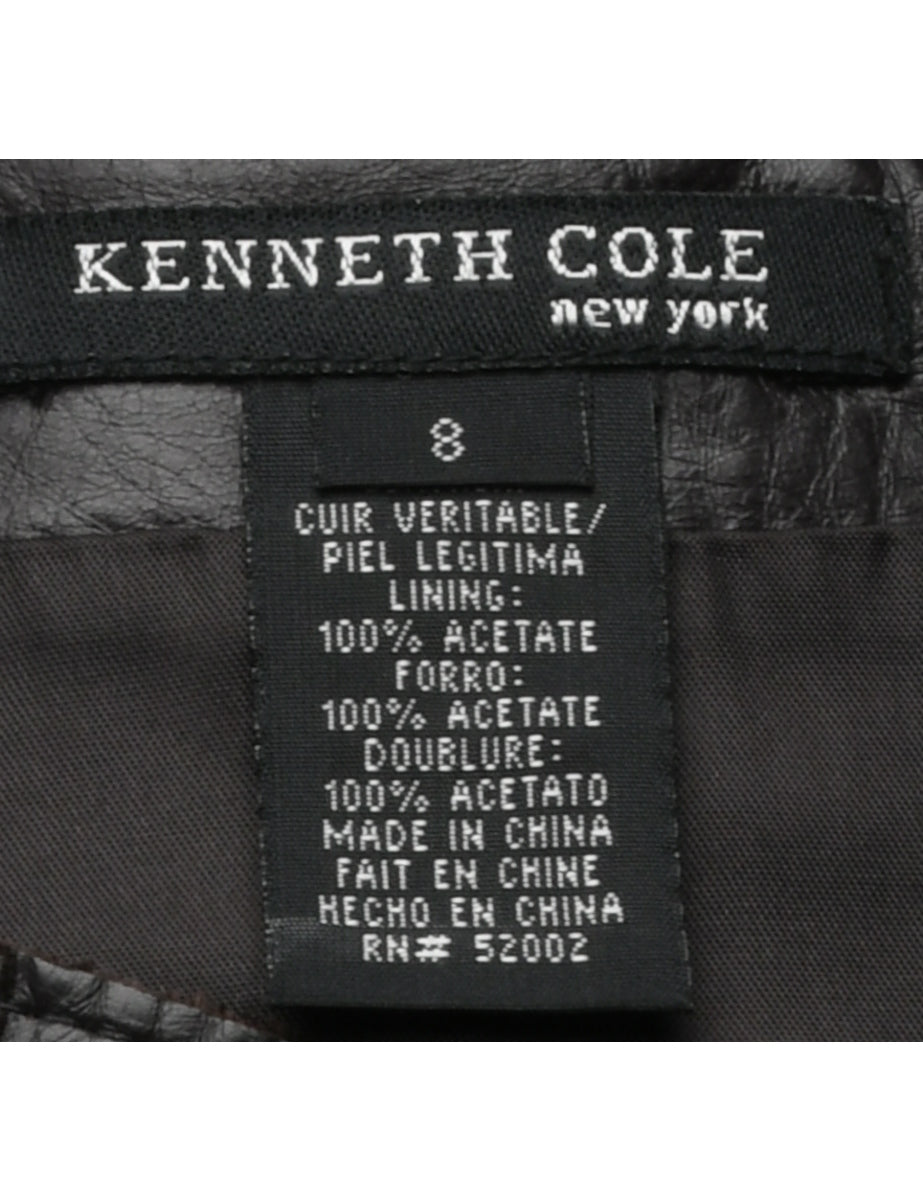 KENNETH COLE
new york
8
CUIR VERITABLE/
PIEL LEGITIMA
LINING:
100% ACETATE
FORRO:
100% ACETATE
DOUBLURE:
100% ACETATO
MADE IN CHINA
FAIT EN CHINE
HECHO EN CHINA
RN# 52002